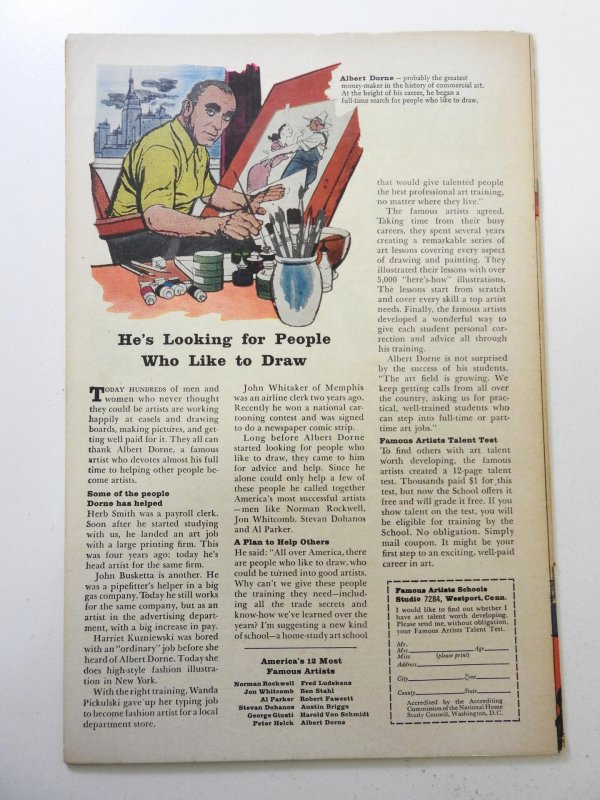 Albert Dorne – probably the greatest
money-maker in the history of commercial art.
At the height of his career, he began a
full-time search for people who like to draw.
He's Looking for People
Who Like to Draw
TODAY HUNDREDS of men and
women who never thought
they could be artists are working
happily at easels and drawing
boards, making pictures, and get-
ting well paid for it. They all can
thank Albert Dorne, a famous
artist who devotes almost his full
time to helping other people be-
come artists.
Some of the people
Dorne has helped
Herb Smith was a payroll clerk.
Soon after he started studying
with us, he landed an art job
with a large printing firm. This
was four years ago; today he's
head artist for the same firm.
John Busketta is another. He
was a pipefitter's helper in a big
gas company. Today he still works
for the same company, but as an
artist in the advertising depart-
ment, with a big increase in pay.
Harriet Kuzniewski was bored
with an "ordinary" job before she
heard of Albert Dorne. Today she
does high-style fashion illustra-
tion in New York.
With the right training, Wanda
Pickulski gave up her typing job
to become fashion artist for a local
department store.
John Whitaker of Memphis
was an airline clerk two years ago.
Recently he won a national car-
tooning contest and was signed
to do a newspaper comic strip.
Long before Albert Dorne
started looking for people who
like to draw, they came to him
for advice and help. Since he
alone could only help a few of
these people he called together
America's most successful artists
—men like Norman Rockwell,
Jon Whitcomb, Stevan Dohanos
and Al Parker.
A Plan to Help Others
He said: "All over America, there
are people who like to draw, who
could be turned into good artists.
Why can't we give these people
the training they need—includ-
ing all the trade secrets and
know-how we've learned over the
years? I'm suggesting a new kind
of school—a home-study art school
America's 12 Most
Famous Artists
Norman Rockwell Fred Ludekens
Jon Whitcomb Ben Stahl
Al Parker Robert Fawcett
Stevan Dohanos Austin Briggs
George Giusti Harold Von Schmidt
Peter Helck Albert Dorne
that would give talented people
the best professional art training,
no matter where they live."
The famous artists agreed.
Taking time from their busy
careers, they spent several years
creating a remarkable series of
art lessons covering every aspect
of drawing and painting. They
illustrated their lessons with over
5,000 "here's-how" illustrations.
The lessons start from scratch
and cover every skill a top artist
needs. Finally, the famous artists
developed a wonderful way to
give each student personal cor-
rection and advice all through
his training.
Albert Dorne is not surprised
by the success of his students.
"The art field is growing. We
keep getting calls from all over
the country, asking us for prac-
tical, well-trained students who
can step into full-time or part-
time art jobs."
Famous Artists Talent Test
To find others with art talent
worth developing, the famous
artists created a 12-page talent
test. Thousands paid $1 for this
test, but now the School offers it
free and will grade it free. If you
show talent on the test, you will
be eligible for training by the
School. No obligation. Simply
mail coupon. It might be your
first step to an exciting, well-paid
career in art.
Famous Artists Schools
Studio 7284, Westport, Conn.
I would like to find out whether I
have art talent worth developing.
Please send me, without obligation,
your Famous Artists Talent Test.
Mr.
Mrs. Age
Miss (please print)
Address
City Zone
County State
Accredited by the Accrediting
Commission of the National Home
Study Council, Washington, D.C.